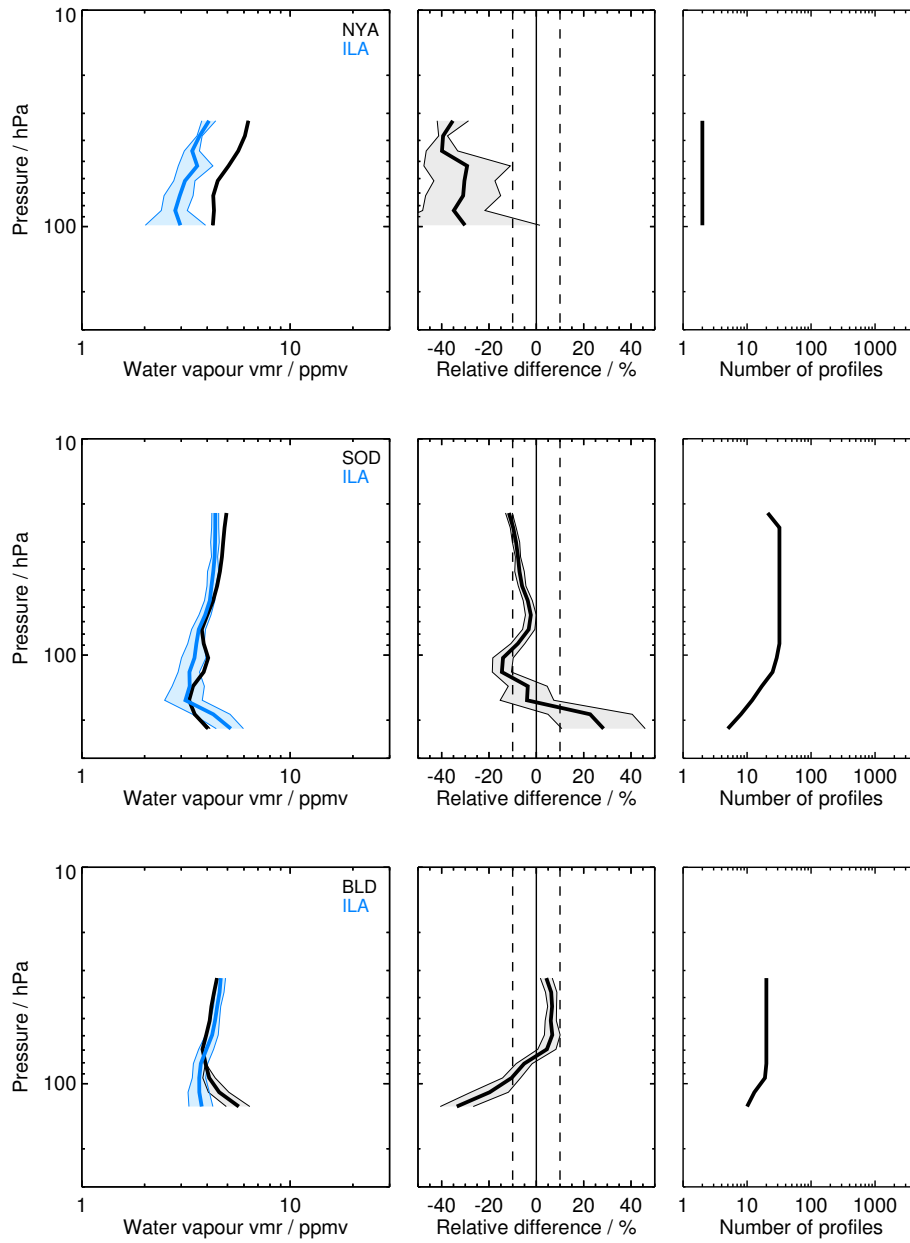 NYA
ILA
10
100
Pressure / hPa
1 10
Water vapour vmr / ppmv
-40 -20 0 20 40
Relative difference / %
1 10 100 1000
Number of profiles
SOD
ILA
10
100
Pressure / hPa
1 10
Water vapour vmr / ppmv
-40 -20 0 20 40
Relative difference / %
1 10 100 1000
Number of profiles
BLD
ILA
10
100
Pressure / hPa
1 10
Water vapour vmr / ppmv
-40 -20 0 20 40
Relative difference / %
1 10 100 1000
Number of profiles